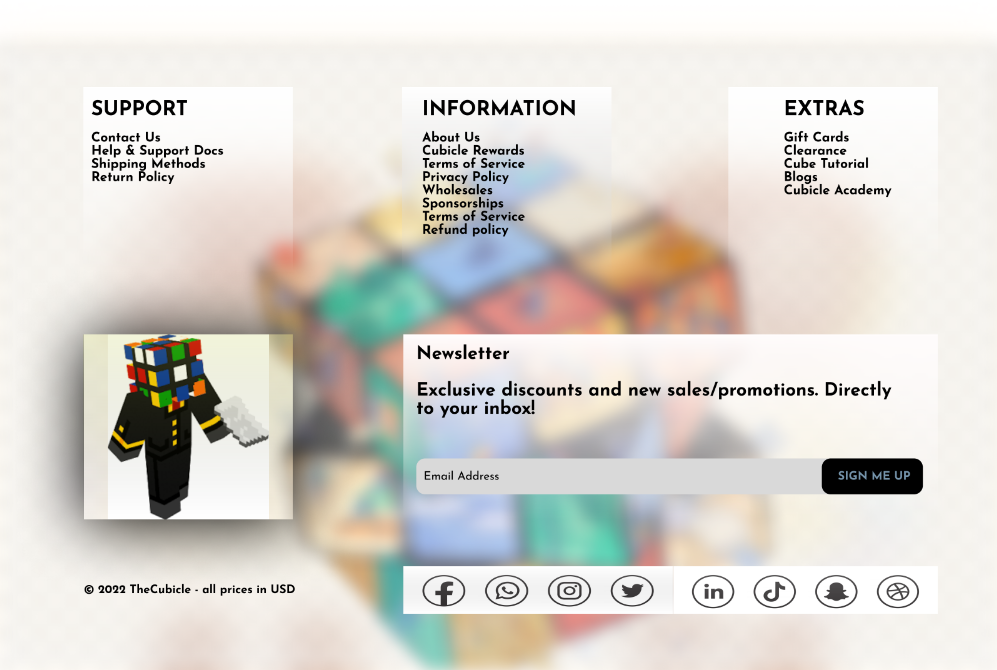 SUPPORT
Contact Us
Help & Support Docs
Shipping Methods
Return Policy
INFORMATION
About Us
Cubicle Rewards
Terms of Service
Privacy Policy
Wholesales
Sponsorships
Terms of Service
Refund policy
EXTRAS
Gift Cards
Clearance
Cube Tutorial
Blogs
Cubicle Academy
Newsletter
Exclusive discounts and new sales/promotions. Directly
to your inbox!
Email Address
SIGN ME UP
© 2022 TheCubicle - all prices in USD